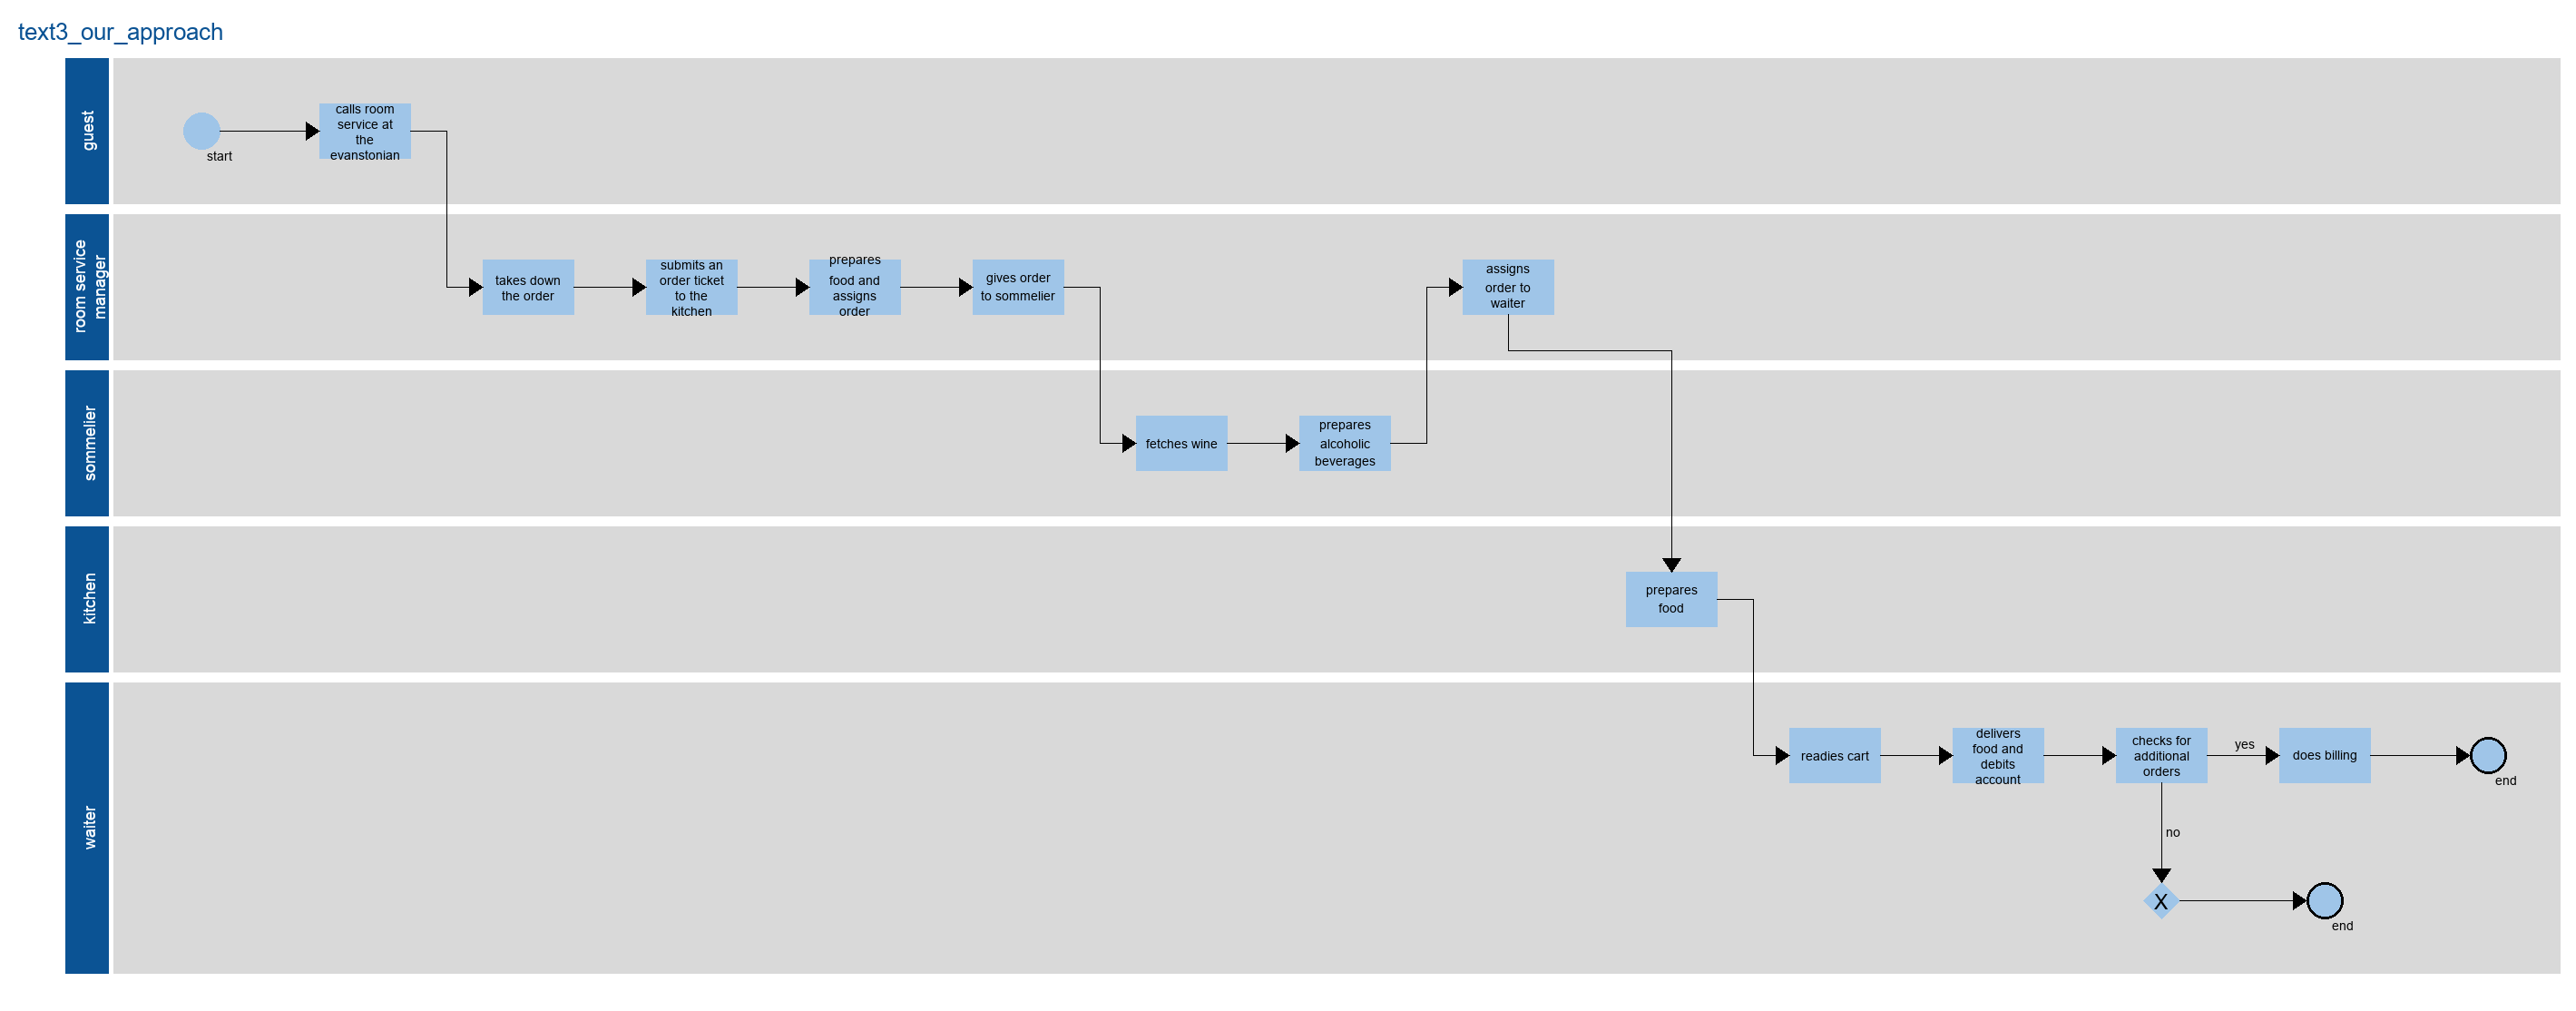 text3_our_approach
guest
start
calls room
service at
the
evanstonian
room service
manager
takes down
the order
submits an
order ticket
to the
kitchen
prepares
food and
assigns
order
gives order
to sommelier
assigns
order to
waiter
sommelier
fetches wine
prepares
alcoholic
beverages
kitchen
prepares
food
waiter
readies cart
delivers
food and
debits
account
checks for
additional
orders
yes
does billing
end
no
X
end